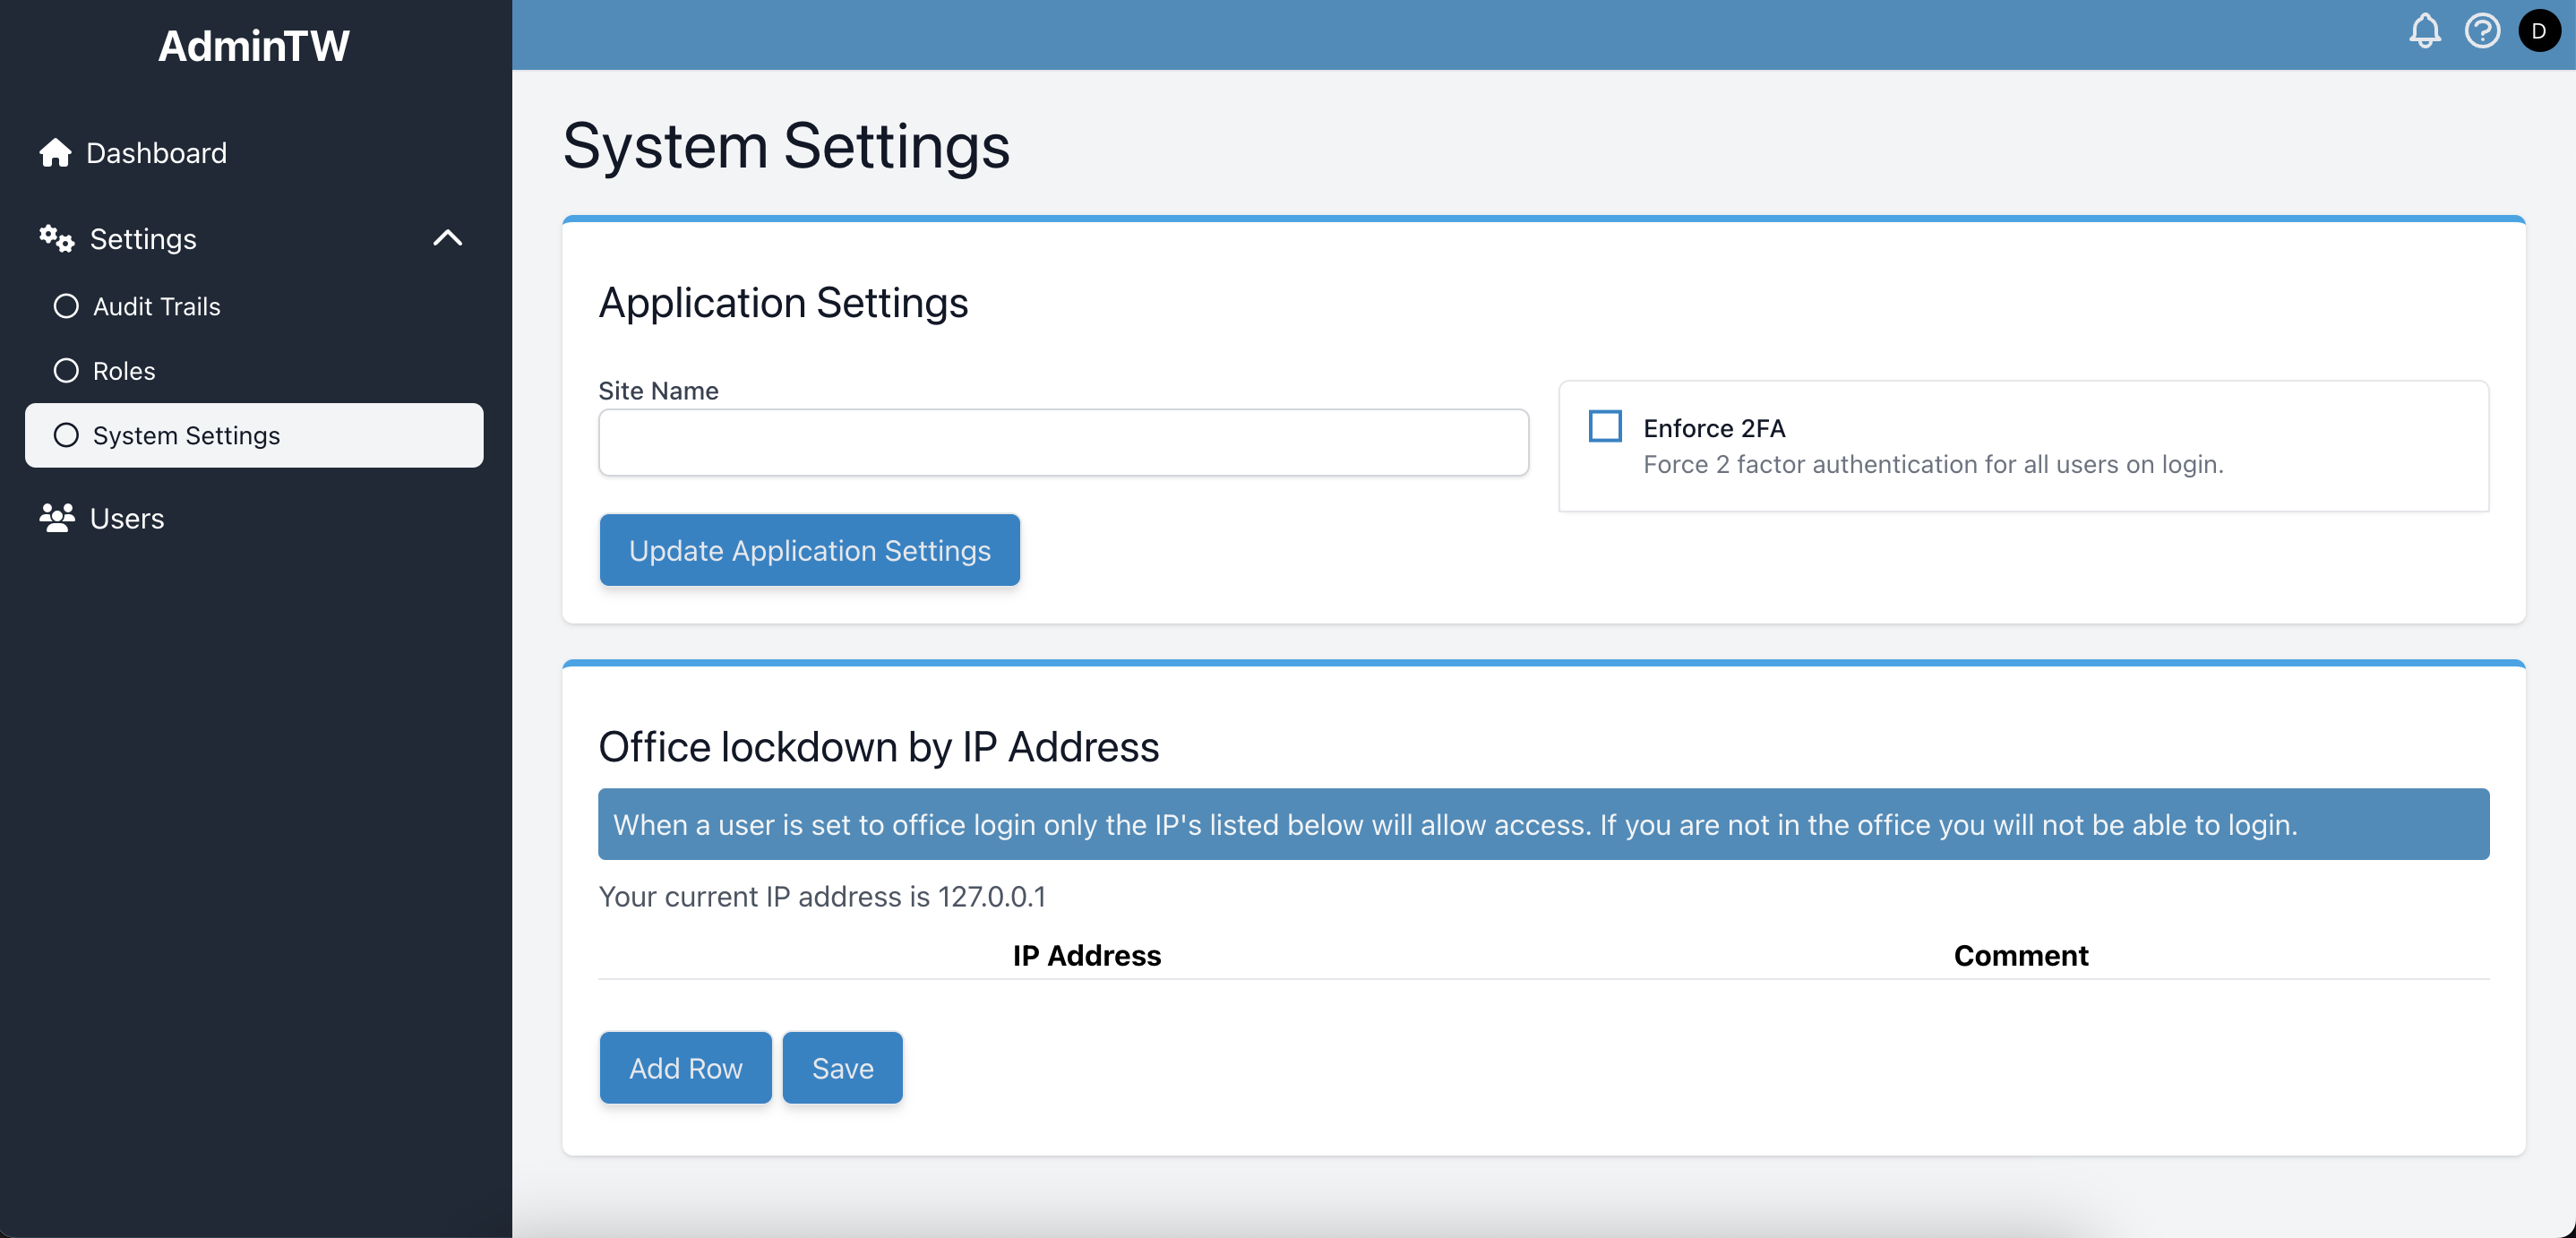 AdminTW
Dashboard
Settings
Audit Trails
Roles
System Settings
Users
D
System Settings
Application Settings
Site Name
Enforce 2FA
Force 2 factor authentication for all users on login.
Update Application Settings
Office lockdown by IP Address
When a user is set to office login only the IP's listed below will allow access. If you are not in the office you will not be able to login.
Your current IP address is 127.0.0.1
IP Address Comment
Add Row Save